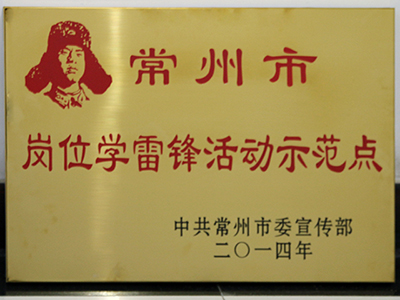 常州市
岗位学雷锋活动示范点
中共常州市委宣传部
二〇一四年